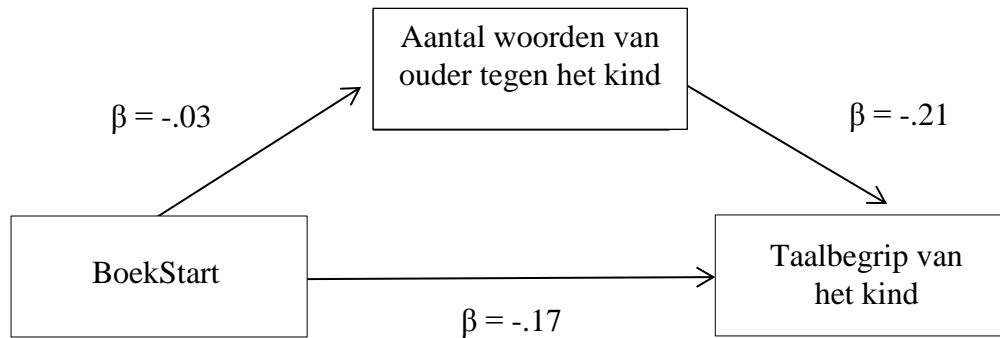 Aantal woorden van
ouder tegen het kind
β = -.03
β = -.21
BoekStart
Taalbegrip van
het kind
β = -.17